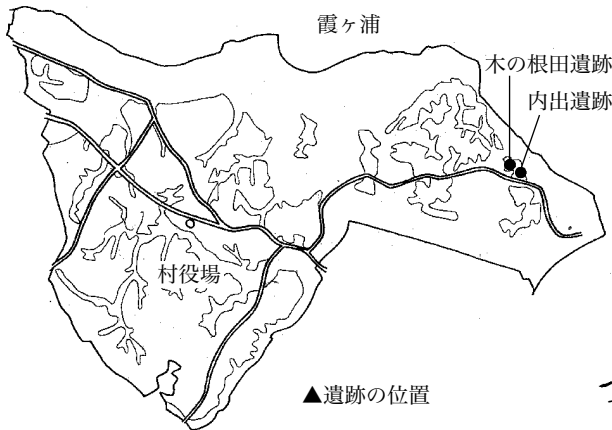 霞ヶ浦
木の根田遺跡
内出遺跡
村役場
▲遺跡の位置